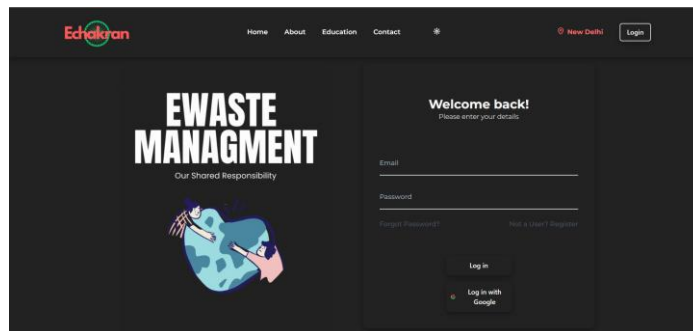 Echakran
Home About Education Contact
New Delhi
Login
EWASTE
MANAGMENT
Our Shared Responsibility
Welcome back!
Please enter your details
Email
Password
Forgot Password? Not a User? Register
Log in
Log in with
Google